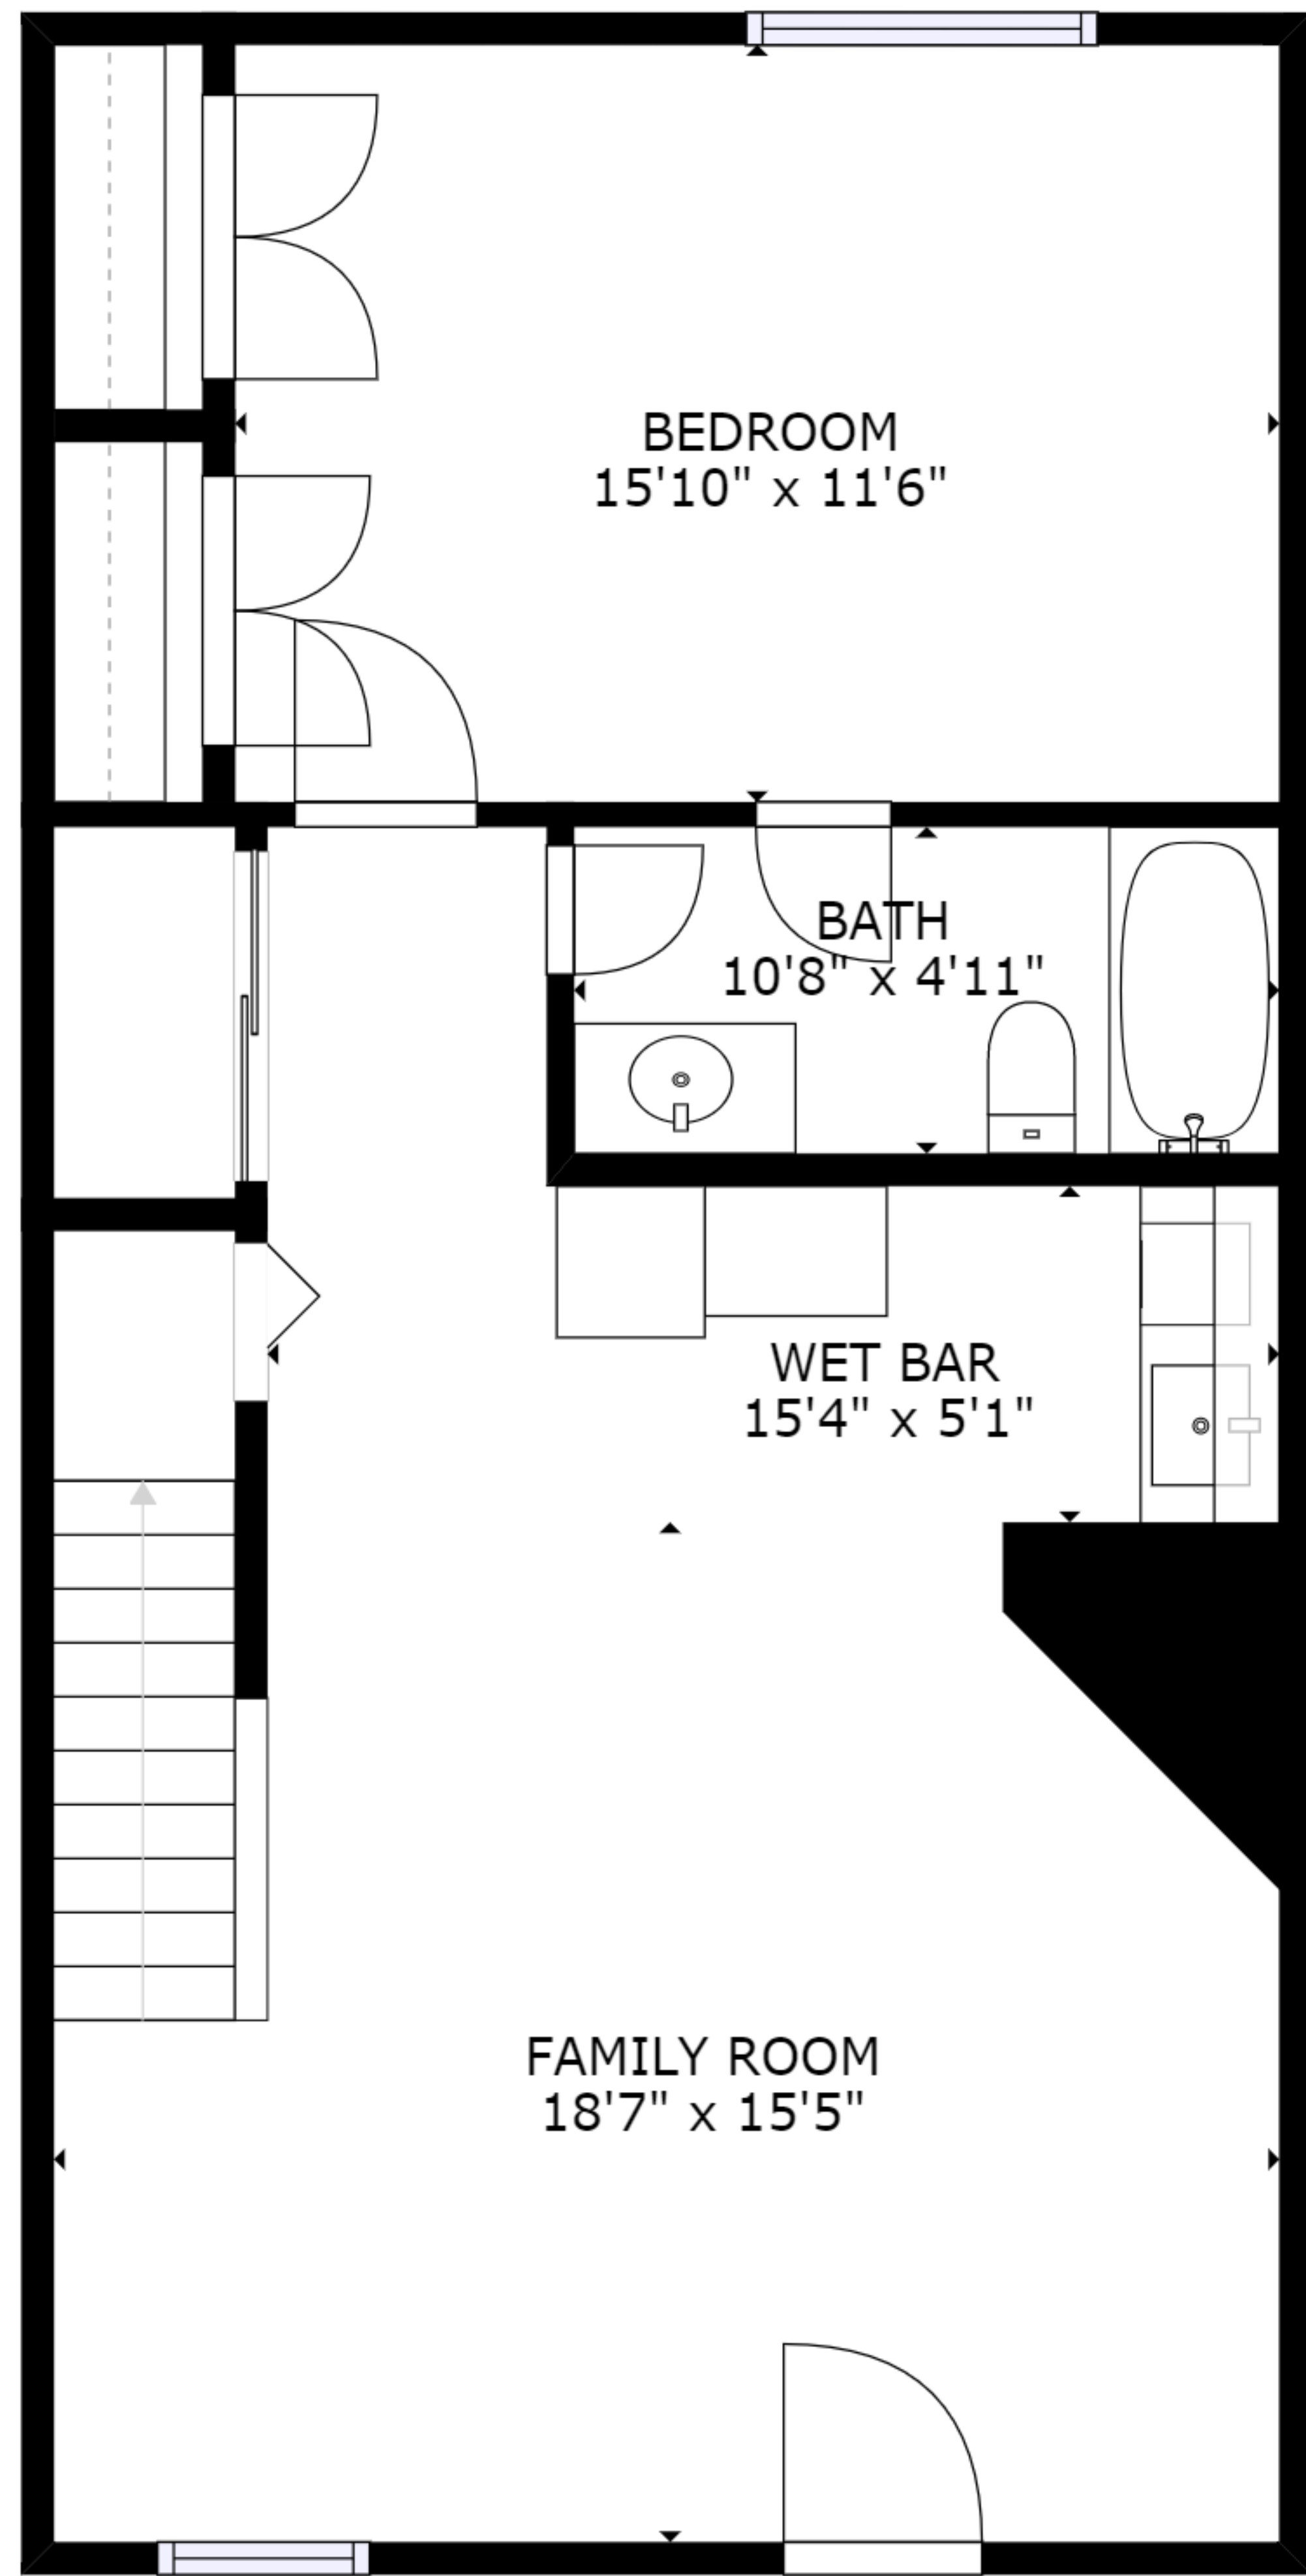 BEDROOM
15'10" x 11'6"
BATH
10'8" x 4'11"
WET BAR
15'4" x 5'1"
FAMILY ROOM
18'7" x 15'5"